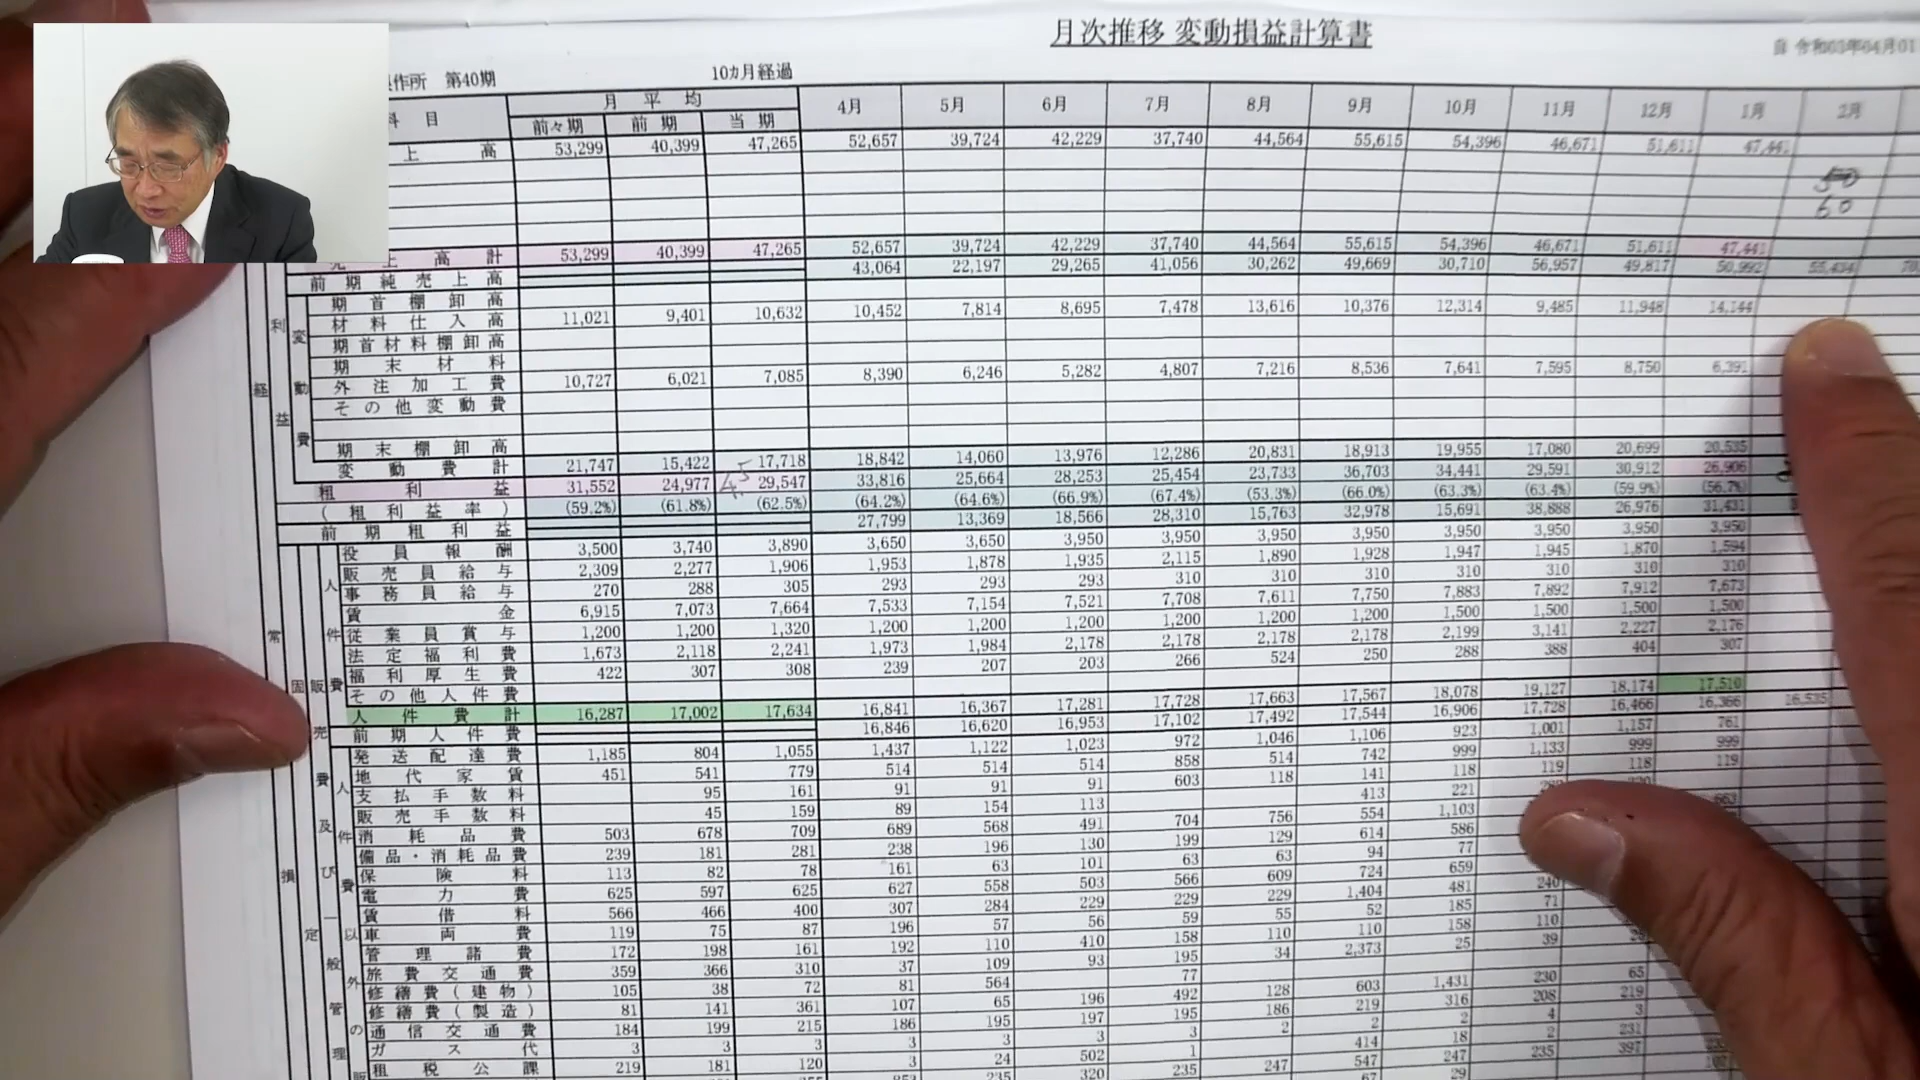 月次推移 変動損益計算書
自 令和03年04月01
作所 第40期 10カ月経過
科 目 月 平 均 4月 5月 6月 7月 8月 9月 10月 11月 12月 1月 2月
前々期 前 期 当 期
上 高 53,299 40,399 47,265 52,657 39,724 42,229 37,740 44,564 55,615 54,396 46,671 51,611 47,441
50
60
売 上 高 計 53,299 40,399 47,265 52,657 39,724 42,229 37,740 44,564 55,615 54,396 46,671 51,611 47,441
前 期 純 売 上 高 43,064 22,197 29,265 41,056 30,262 49,669 30,710 56,957 49,817 50,992
期 首 棚 卸 高
材 料 仕 入 高 11,021 9,401 10,632 10,452 7,814 8,695 7,478 13,616 10,376 12,314 9,485 11,948 14,144
期 首 材 料 棚 卸 高
期 末 材 料
外 注 加 工 費 10,727 6,021 7,085 8,390 6,246 5,282 4,807 7,216 8,536 7,641 7,595 8,750 6,391
そ の 他 変 動 費
期 末 棚 卸 高
変 動 費 計 21,747 15,422 17,718 18,842 14,060 13,976 12,286 20,831 18,913 19,955 17,080 20,699 20,535
粗 利 益 31,552 24,977 29,547 33,816 25,664 28,253 25,454 23,733 36,703 34,441 29,591 30,912 26,906
( 粗 利 益 率 ) (59.2%) (61.8%) (62.5%) (64.2%) (64.6%) (66.9%) (67.4%) (53.3%) (66.0%) (63.3%) (63.4%) (59.9%) (56.7%)
前 期 粗 利 益 27,799 13,369 18,566 28,310 15,763 32,978 15,691 38,888 26,976 31,431
役 員 報 酬 3,500 3,740 3,890 3,650 3,650 3,950 3,950 3,950 3,950 3,950 3,950 3,950 3,950
販 売 員 給 与 2,309 2,277 1,906 1,953 1,878 1,935 2,115 1,890 1,928 1,947 1,945 1,870 1,594
事 務 員 給 与 270 288 305 293 293 293 310 310 310 310 310 310 310
賃 金 6,915 7,073 7,664 7,533 7,154 7,521 7,708 7,611 7,750 7,883 7,892 7,912 7,673
従 業 員 賞 与 1,200 1,200 1,320 1,200 1,200 1,200 1,200 1,200 1,200 1,500 1,500 1,500 1,500
法 定 福 利 費 1,673 2,118 2,241 1,973 1,984 2,178 2,178 2,178 2,178 2,199 3,141 2,227 2,176
福 利 厚 生 費 422 307 308 239 207 203 266 524 250 288 388 404 307
そ の 他 人 件 費
人 件 費 計 16,287 17,002 17,634 16,841 16,367 17,281 17,728 17,663 17,567 18,078 19,127 18,174 17,510
前 期 人 件 費 16,846 16,620 16,953 17,102 17,492 17,544 16,906 17,728 16,466 16,366 16,535
発 送 配 達 費 1,185 804 1,055 1,437 1,122 1,023 972 1,046 1,106 923 1,001 1,157 761
地 代 家 賃 451 541 779 514 514 514 858 514 742 999 1,133 999 999
支 払 手 数 料 95 161 91 91 91 603 118 141 118 119 118 119
販 売 手 数 料 45 159 89 154 113 413 221
消 耗 品 費 503 678 709 689 568 491 704 756 554 1,103
備 品 ・ 消 耗 品 費 239 181 281 238 196 130 199 129 614 586
保 険 料 113 82 78 161 63 101 63 63 94 77
電 力 費 625 597 625 627 558 503 566 609 724 659
賃 借 料 566 466 400 307 284 229 229 229 1,404 481 240
車 両 費 119 75 87 196 57 56 59 55 52 185 71
管 理 諸 費 172 198 161 192 110 410 158 110 110 158 110
旅 費 交 通 費 359 366 310 37 109 93 195 34 2,373 25 39
修 繕 費 ( 建 物 ) 105 38 72 81 564 77 1,431 230 65
修 繕 費 ( 製 造 ) 81 141 361 107 65 196 492 128 603 316 208 219
通 信 交 通 費 184 199 215 186 195 197 195 186 219 2 4 3
ガ ス 代 3 3 3 3 3 3 3 2 2 18 2 231
租 税 公 課 219 181 120 3 24 502 1 414 247 235 397
235 320 235 247 547 29